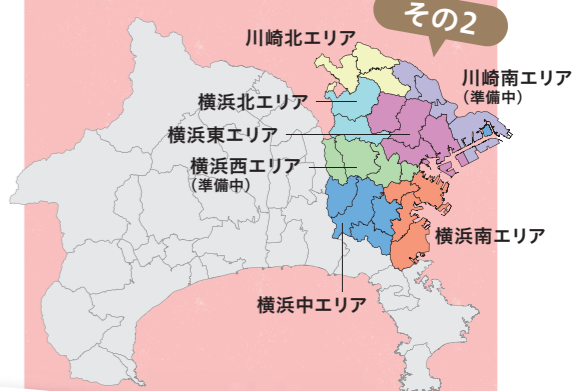 その2
川崎北エリア
川崎南エリア
(準備中)
横浜北エリア
横浜東エリア
横浜西エリア
(準備中)
横浜南エリア
横浜中エリア